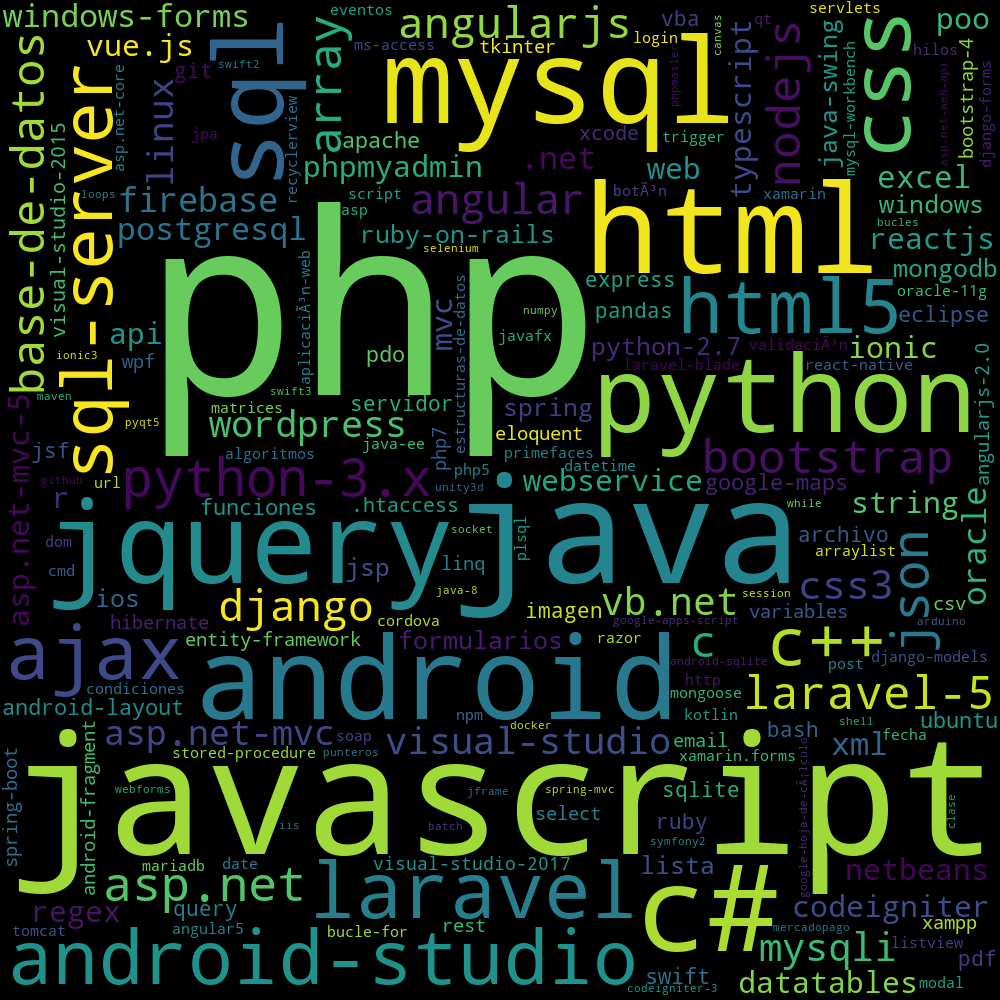 windows-forms
eventos
angularjs
vba
canvas
qt
servlets
poo
vue.js
sql
array
ms-access
tkinter
login
mysql
phpmailer
typescript
nodejs
java-swing
mysql-workbench
css
hilos
asp.net-web-api
bootstrap-4
django-forms
base-de-datos
visual-studio-2015
sql-server
git
swift2
asp.net-core
linux
jpa
recyclerview
apache
xcode
trigger
phpmyadmin
.net
web
loops
firebase
script
asp
angular
botÃ³n
xamarin
excel
windows
bucles
postgresql
php
ruby-on-rails
selenium
html
reactjs
mongodb
aplicaciÃ³n-web
estructuras-de-datos
express
html5
oracle-11g
eclipse
api
mvc
numpy
pandas
javafx
ionic3
wpf
pdo
python-2.7
validaciÃ³n
ionic
laravel-blade
react-native
angularjs-2.0
maven
swift3
python
asp.net-mvc-5
pyqt5
matrices
servidor
spring
wordpress
java-ee
php7
eloquent
jsf
algoritmos
primefaces
bootstrap
github
url
python-3.x
php5
datetime
unity3d
webservice
google-maps
r
funciones
.htaccess
while
string
oracle
jquery
java
socket
plsql
archivo
dom
cmd
jsp
linq
arraylist
json
ios
java-8
css3
django
cordova
imagen
vb.net
session
variables
csv
hibernate
google-apps-script
arduino
ajax
entity-framework
formularios
razor
c
c++
android
android-sqlite
post
django-models
condiciones
http
mongoose
laravel-5
android-layout
npm
kotlin
docker
bash
shell
ubuntu
asp.net-mvc
soap
visual-studio
email
xml
fecha
spring-boot
android-fragment
stored-procedure
punteros
xamarin.forms
javascript
webforms
jframe
spring-mvc
sqlite
google-hoja-de-cÃ¡lculo
clase
iis
batch
select
ruby
symfony2
mariadb
date
visual-studio-2017
lista
netbeans
asp.net
laravel
c#
regex
query
codeigniter
tomcat
angular5
bucle-for
rest
mercadopago
xampp
android-studio
mysqli
listview
pdf
swift
codeigniter-3
datatables
modal